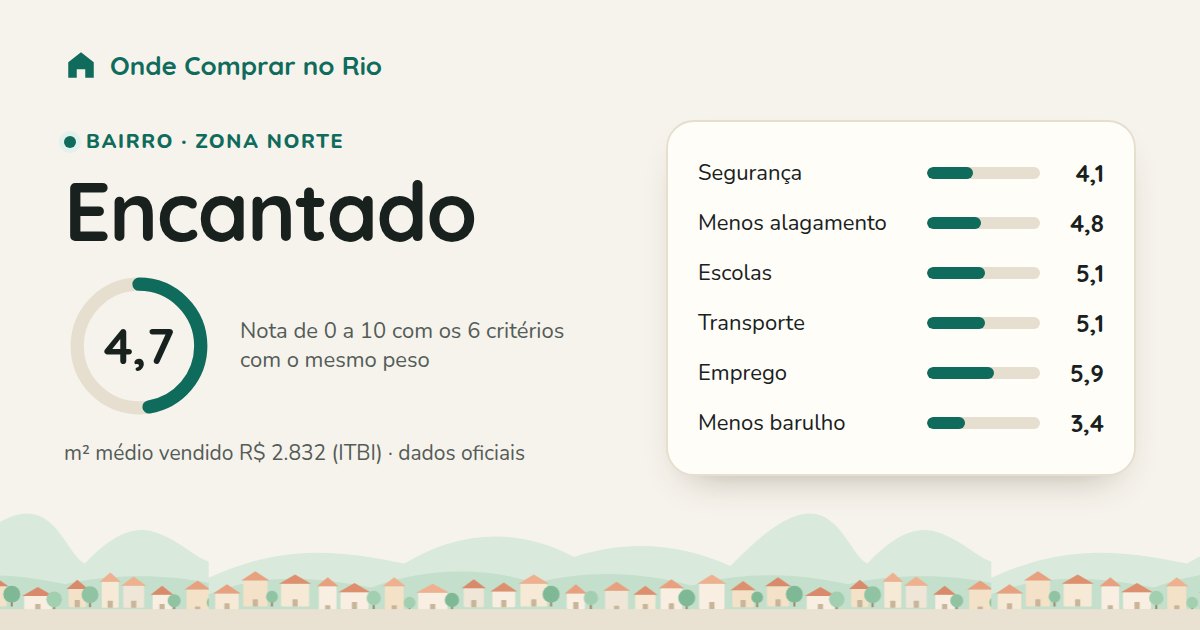 Onde Comprar no Rio
BAIRRO · ZONA NORTE
Encantado
4,7
Nota de 0 a 10 com os 6 critérios
com o mesmo peso
m² médio vendido R$ 2.832 (ITBI) · dados oficiais
Segurança 4,1
Menos alagamento 4,8
Escolas 5,1
Transporte 5,1
Emprego 5,9
Menos barulho 3,4